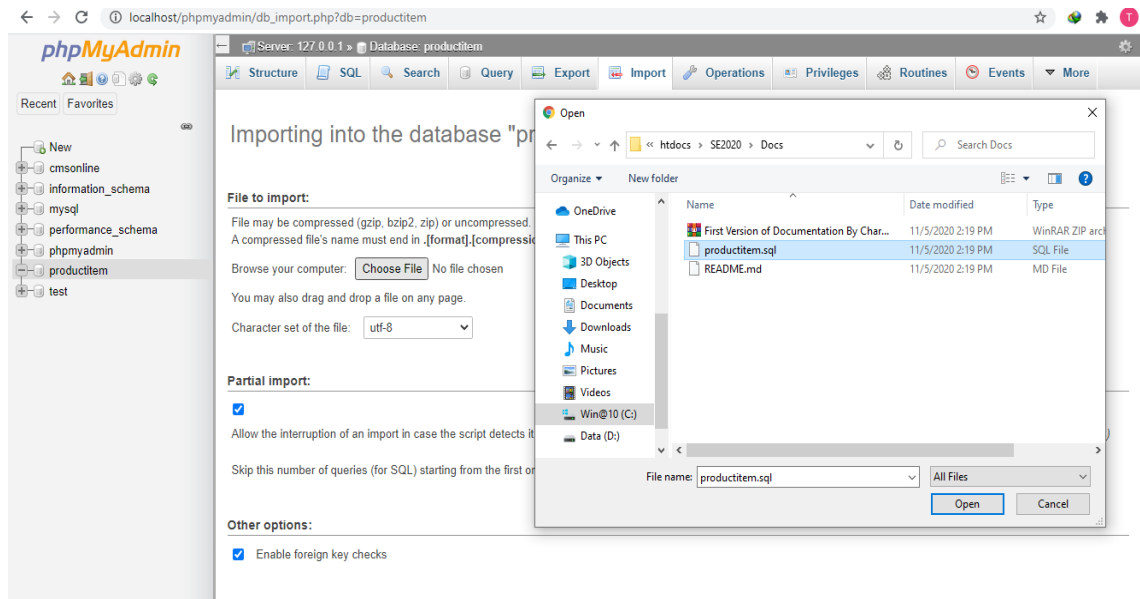 localhost/phpmyadmin/db_import.php?db=productitem
T
phpMyAdmin
Recent Favorites
New
cmsonline
information_schema
mysql
performance_schema
phpmyadmin
productitem
test
Server: 127.0.0.1 » Database: productitem
Structure SQL Search Query Export Import Operations Privileges Routines Events More
Importing into the database "pr
File to import:
File may be compressed (gzip, bzip2, zip) or uncompressed.
A compressed file's name must end in .[format].[compressio
Browse your computer: Choose File No file chosen
You may also drag and drop a file on any page.
Character set of the file: utf-8
Partial import:
Allow the interruption of an import in case the script detects it
Skip this number of queries (for SQL) starting from the first or
Other options:
Enable foreign key checks
Open
« htdocs › SE2020 › Docs
Search Docs
Organize New folder
OneDrive
This PC
3D Objects
Desktop
Documents
Downloads
Music
Pictures
Videos
Win@10 (C:)
Data (D:)
Name Date modified Type
First Version of Documentation By Char... 11/5/2020 2:19 PM WinRAR ZIP arch
productitem.sql 11/5/2020 2:19 PM SQL File
README.md 11/5/2020 2:19 PM MD File
File name: productitem.sql All Files
Open Cancel